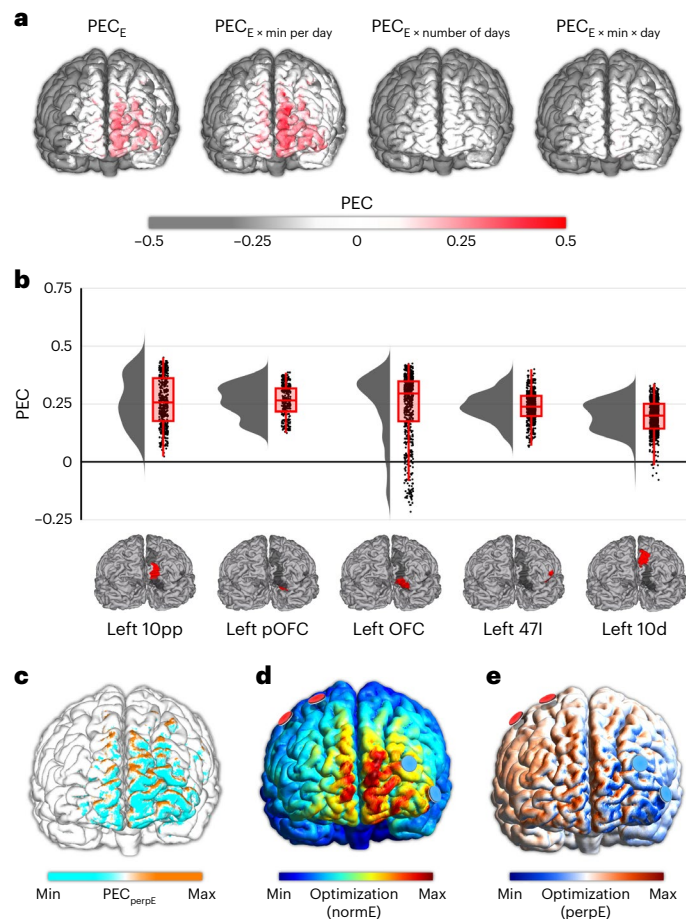 a
PEC_E PEC_E × min per day PEC_E × number of days PEC_E × min × day
PEC
−0.5 −0.25 0 0.25 0.5
b
0.75
0.5
0.25
0
−0.25
PEC
Left 10pp Left pOFC Left OFC Left 47l Left 10d
c d e
Min PEC_perpE Max Min Optimization Max Min Optimization Max
(normE) (perpE)